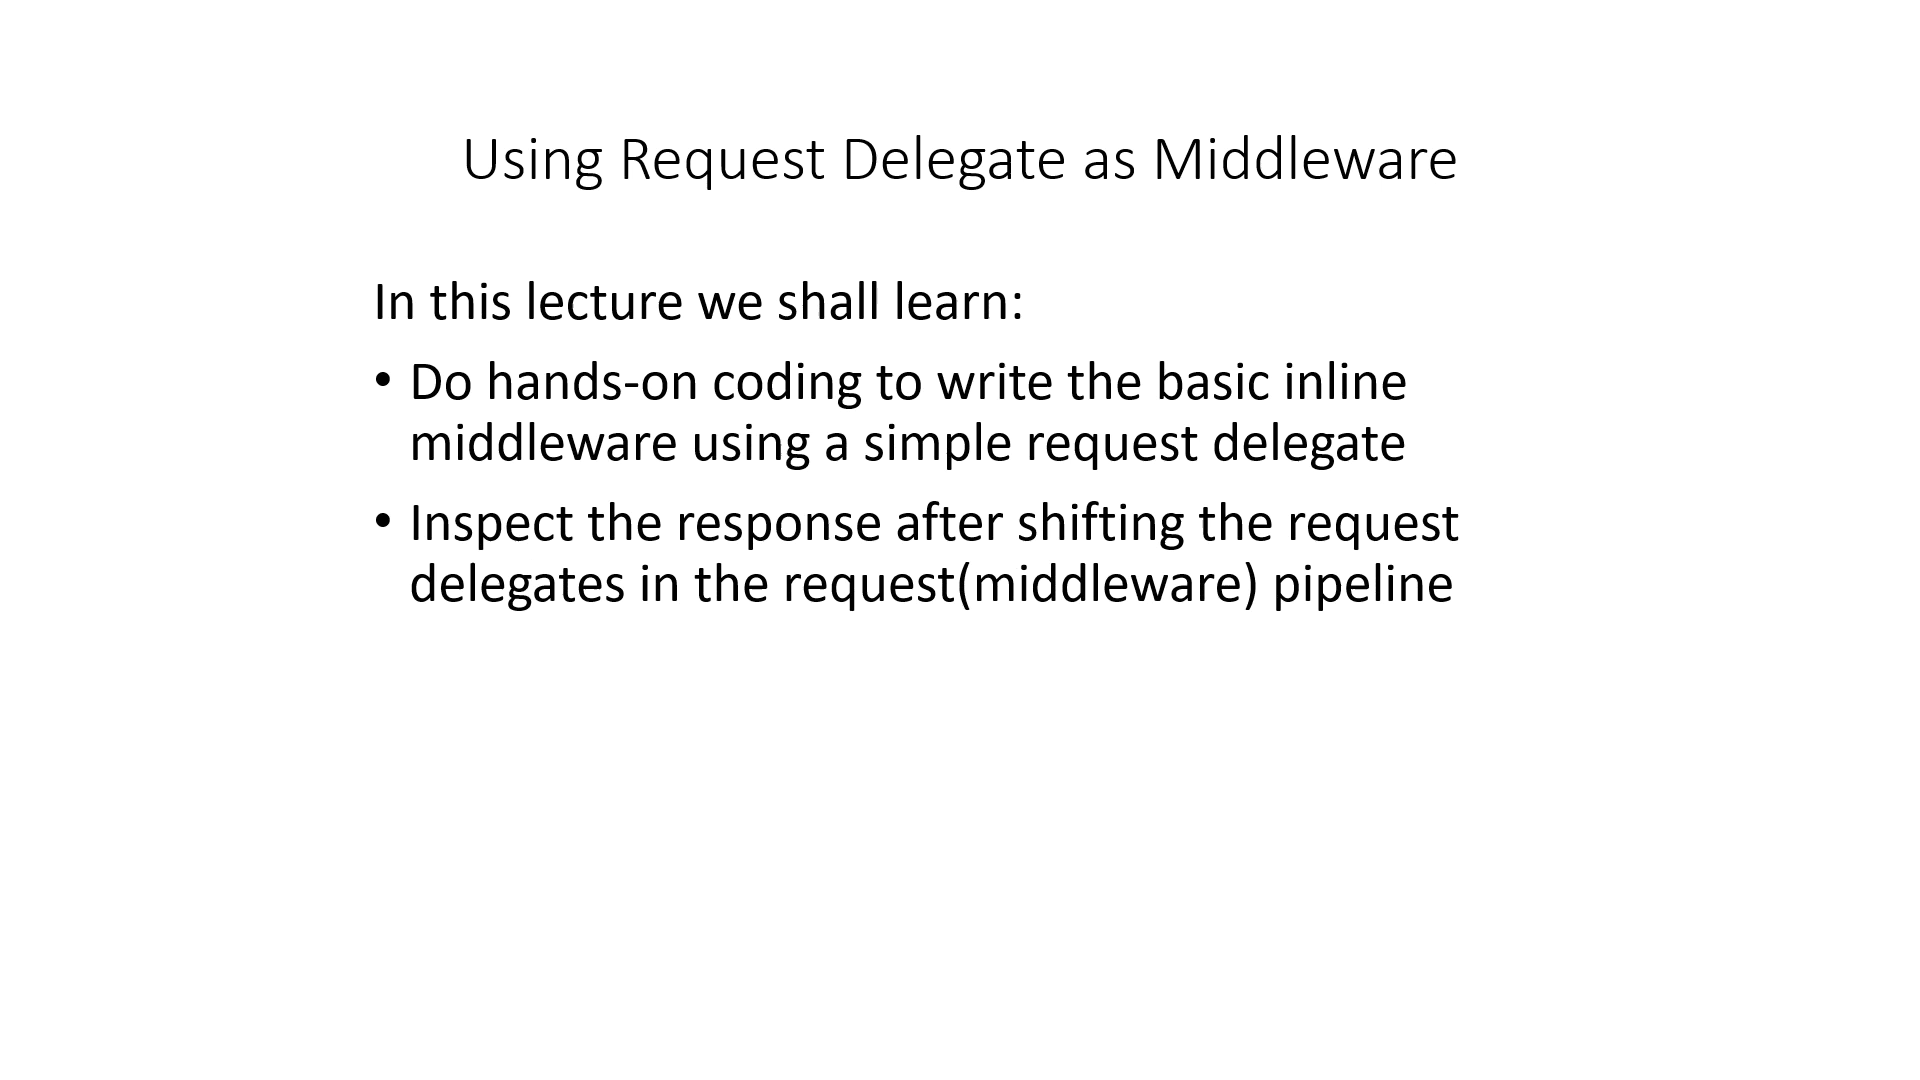 Using Request Delegate as Middleware
In this lecture we shall learn:
• Do hands-on coding to write the basic inline
middleware using a simple request delegate
• Inspect the response after shifting the request
delegates in the request(middleware) pipeline